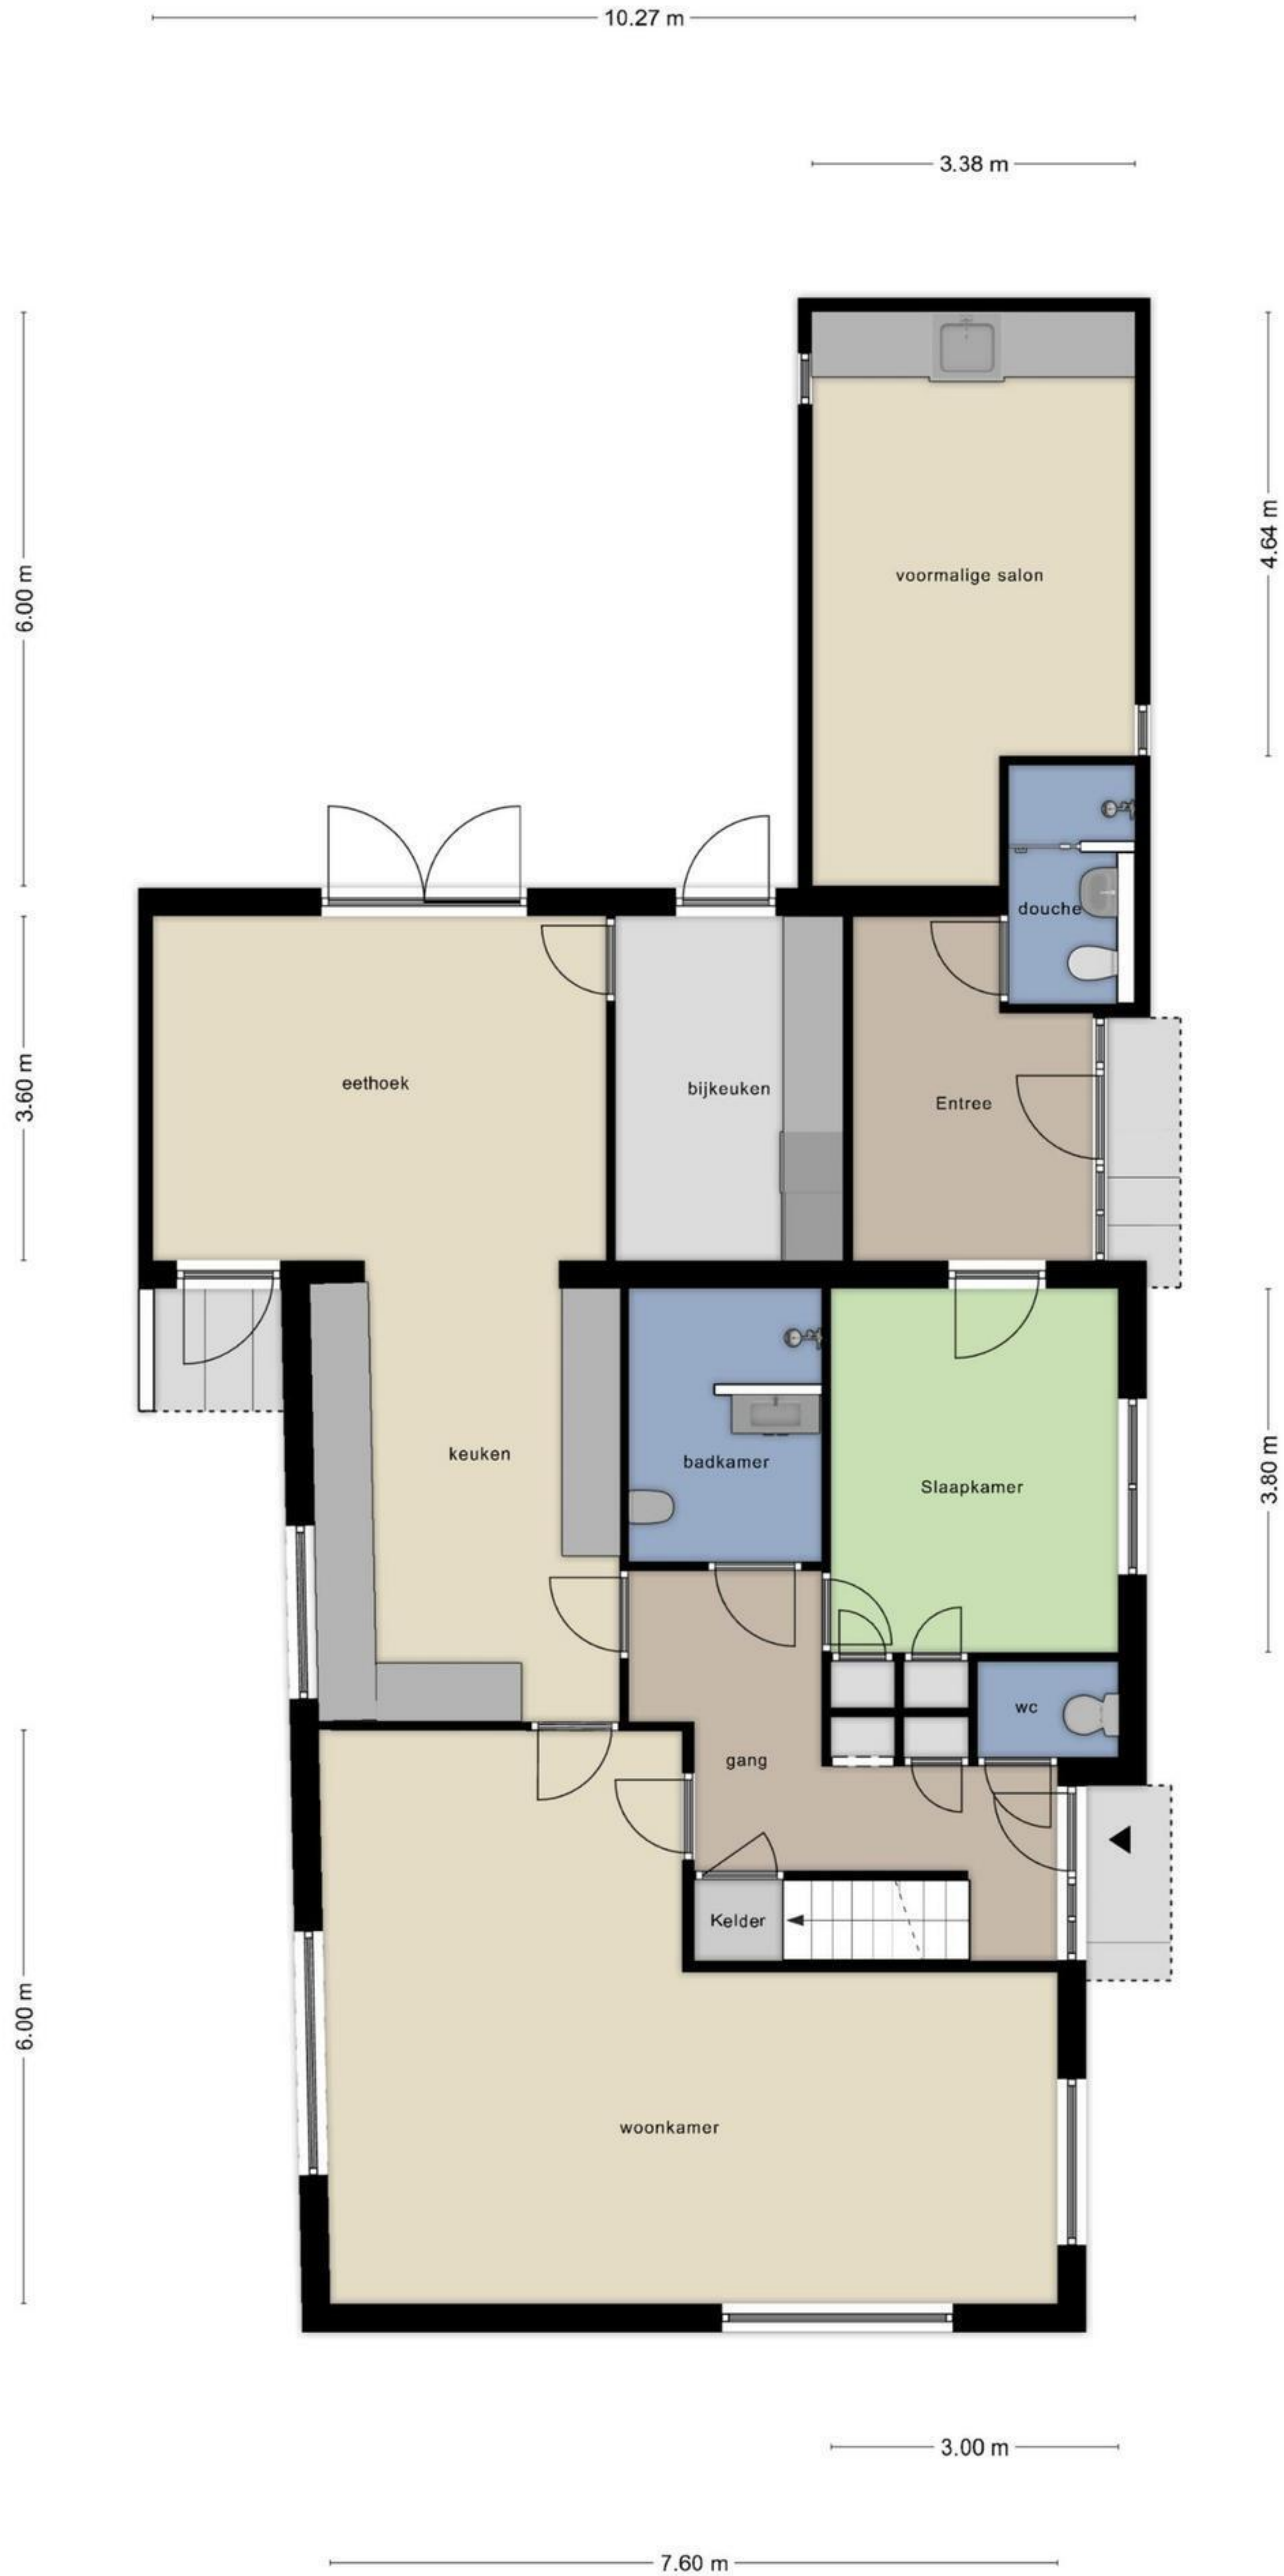 10.27 m
3.38 m
6.00 m
4.64 m
voormalige salon
douche
3.60 m
eethoek
bijkeuken
Entree
keuken
badkamer
Slaapkamer
3.80 m
wc
gang
Kelder
6.00 m
woonkamer
3.00 m
7.60 m